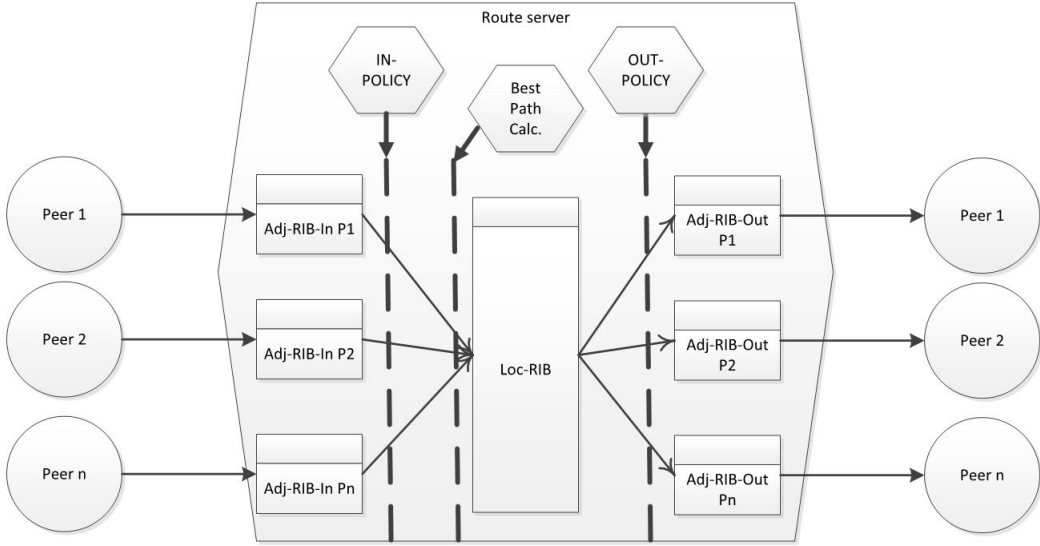 Route server
IN-
POLICY
OUT-
POLICY
Best
Path
Calc.
Peer 1
Adj-RIB-In P1
Adj-RIB-Out
P1
Peer 1
Peer 2
Adj-RIB-In P2
Loc-RIB
Adj-RIB-Out
P2
Peer 2
Peer n
Adj-RIB-In Pn
Adj-RIB-Out
Pn
Peer n